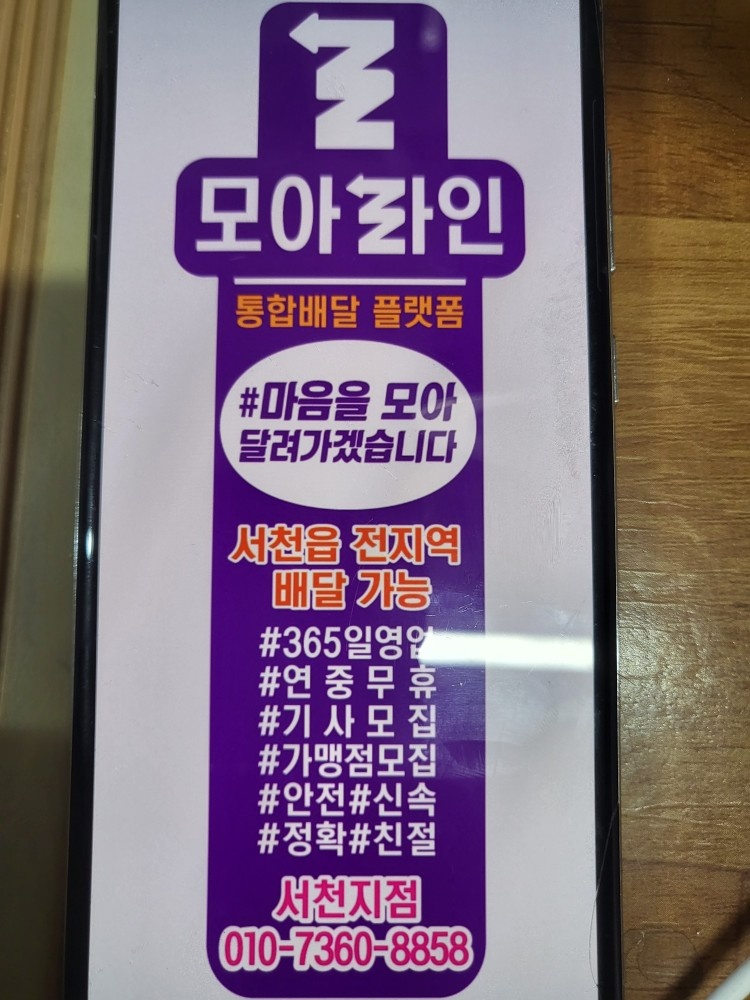 모아라인
통합배달 플랫폼
#마음을 모아
달려가겠습니다
서천읍 전지역
배달 가능
#365일영업
#연중무휴
#기사모집
#가맹점모집
#안전#신속
#정확#친절
서천지점
010-7360-8858